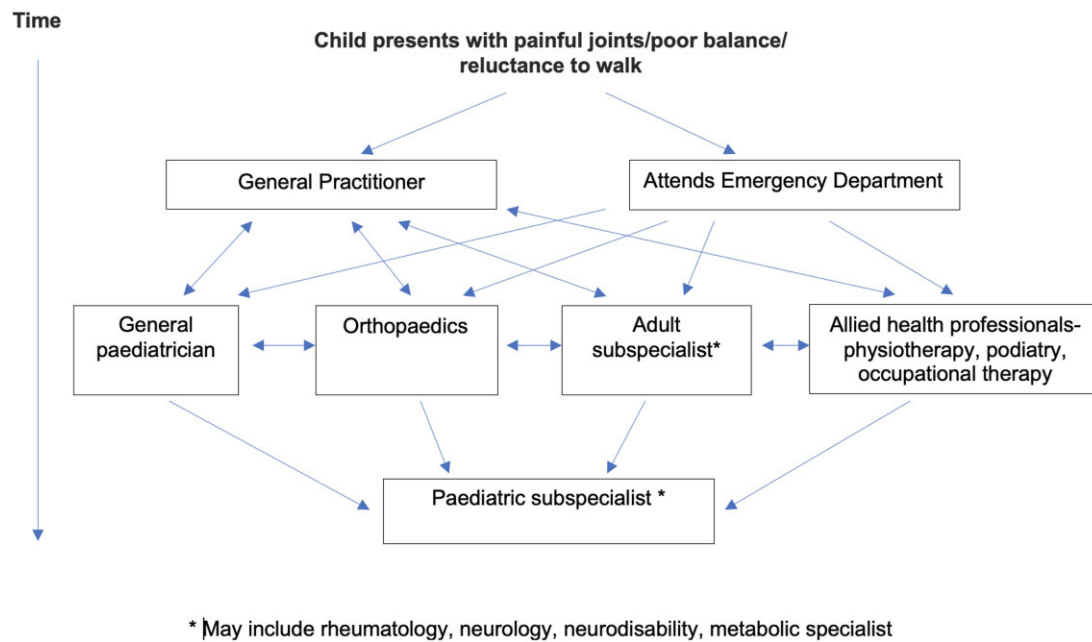 Time
Child presents with painful joints/poor balance/
reluctance to walk
General Practitioner
Attends Emergency Department
General
paediatrician
Orthopaedics
Adult
subspecialist*
Allied health professionals-
physiotherapy, podiatry,
occupational therapy
Paediatric subspecialist *
* May include rheumatology, neurology, neurodisability, metabolic specialist